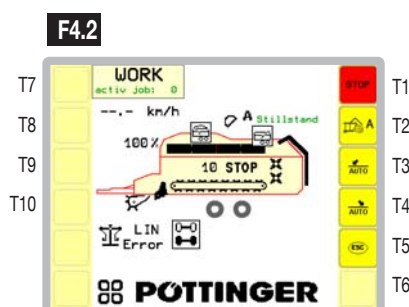 F4.2
WORK
activ job: 0
--.- km/h
A Stillstand
100%
10 STOP
LIN
Error
PÖTTINGER
T7
T8
T9
T10
STOP
A
AUTO
AUTO
ESC
T1
T2
T3
T4
T5
T6